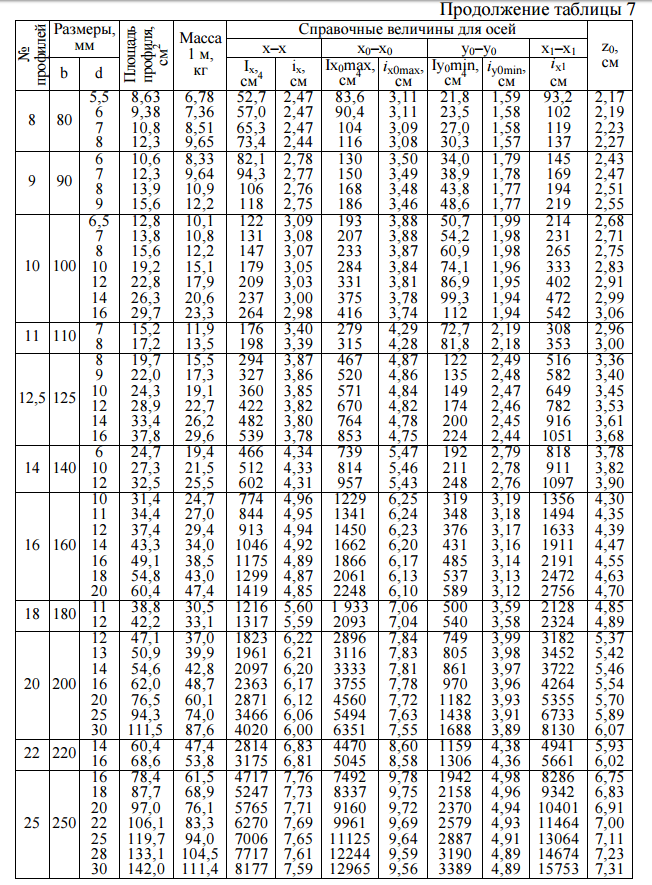 Продолжение таблицы 7
№ профилей Размеры, мм Площадь профиля, см2 Масса 1 м, кг Справочные величины для осей z0, см
x–x x0–x0 y0–y0 x1–x1
b d Ix, см4 ix, см Ix0max, см4 ix0max, см Iy0min, см4 iy0min, см ix1 см
5,5 8,63 6,78 52,7 2,47 83,6 3,11 21,8 1,59 93,2 2,17
6 9,38 7,36 57,0 2,47 90,4 3,11 23,5 1,58 102 2,19
8 80
7 10,8 8,51 65,3 2,47 104 3,09 27,0 1,58 119 2,23
8 12,3 9,65 73,4 2,44 116 3,08 30,3 1,57 137 2,27
6 10,6 8,33 82,1 2,78 130 3,50 34,0 1,79 145 2,43
7 12,3 9,64 94,3 2,77 150 3,49 38,9 1,78 169 2,47
9 90
8 13,9 10,9 106 2,76 168 3,48 43,8 1,77 194 2,51
9 15,6 12,2 118 2,75 186 3,46 48,6 1,77 219 2,55
6,5 12,8 10,1 122 3,09 193 3,88 50,7 1,99 214 2,68
7 13,8 10,8 131 3,08 207 3,88 54,2 1,98 231 2,71
8 15,6 12,2 147 3,07 233 3,87 60,9 1,98 265 2,75
10 100 10 19,2 15,1 179 3,05 284 3,84 74,1 1,96 333 2,83
12 22,8 17,9 209 3,03 331 3,81 86,9 1,95 402 2,91
14 26,3 20,6 237 3,00 375 3,78 99,3 1,94 472 2,99
16 29,7 23,3 264 2,98 416 3,74 112 1,94 542 3,06
11 110
7 15,2 11,9 176 3,40 279 4,29 72,7 2,19 308 2,96
8 17,2 13,5 198 3,39 315 4,28 81,8 2,18 353 3,00
8 19,7 15,5 294 3,87 467 4,87 122 2,49 516 3,36
9 22,0 17,3 327 3,86 520 4,86 135 2,48 582 3,40
12,5 125
10 24,3 19,1 360 3,85 571 4,84 149 2,47 649 3,45
12 28,9 22,7 422 3,82 670 4,82 174 2,46 782 3,53
14 33,4 26,2 482 3,80 764 4,78 200 2,45 916 3,61
16 37,8 29,6 539 3,78 853 4,75 224 2,44 1051 3,68
6 24,7 19,4 466 4,34 739 5,47 192 2,79 818 3,78
14 140 10 27,3 21,5 512 4,33 814 5,46 211 2,78 911 3,82
12 32,5 25,5 602 4,31 957 5,43 248 2,76 1097 3,90
10 31,4 24,7 774 4,96 1229 6,25 319 3,19 1356 4,30
11 34,4 27,0 844 4,95 1341 6,24 348 3,18 1494 4,35
12 37,4 29,4 913 4,94 1450 6,23 376 3,17 1633 4,39
16 160 14 43,3 34,0 1046 4,92 1662 6,20 431 3,16 1911 4,47
16 49,1 38,5 1175 4,89 1866 6,17 485 3,14 2191 4,55
18 54,8 43,0 1299 4,87 2061 6,13 537 3,13 2472 4,63
20 60,4 47,4 1419 4,85 2248 6,10 589 3,12 2756 4,70
18 180
11 38,8 30,5 1216 5,60 1 933 7,06 500 3,59 2128 4,85
12 42,2 33,1 1317 5,59 2093 7,04 540 3,58 2324 4,89
12 47,1 37,0 1823 6,22 2896 7,84 749 3,99 3182 5,37
13 50,9 39,9 1961 6,21 3116 7,83 805 3,98 3452 5,42
14 54,6 42,8 2097 6,20 3333 7,81 861 3,97 3722 5,46
20 200 16 62,0 48,7 2363 6,17 3755 7,78 970 3,96 4264 5,54
20 76,5 60,1 2871 6,12 4560 7,72 1182 3,93 5355 5,70
25 94,3 74,0 3466 6,06 5494 7,63 1438 3,91 6733 5,89
30 111,5 87,6 4020 6,00 6351 7,55 1688 3,89 8130 6,07
22 220
14 60,4 47,4 2814 6,83 4470 8,60 1159 4,38 4941 5,93
16 68,6 53,8 3175 6,81 5045 8,58 1306 4,36 5661 6,02
16 78,4 61,5 4717 7,76 7492 9,78 1942 4,98 8286 6,75
18 87,7 68,9 5247 7,73 8337 9,75 2158 4,96 9342 6,83
20 97,0 76,1 5765 7,71 9160 9,72 2370 4,94 10401 6,91
25 250 22 106,1 83,3 6270 7,69 9961 9,69 2579 4,93 11464 7,00
25 119,7 94,0 7006 7,65 11125 9,64 2887 4,91 13064 7,11
28 133,1 104,5 7717 7,61 12244 9,59 3190 4,89 14674 7,23
30 142,0 111,4 8177 7,59 12965 9,56 3389 4,89 15753 7,31